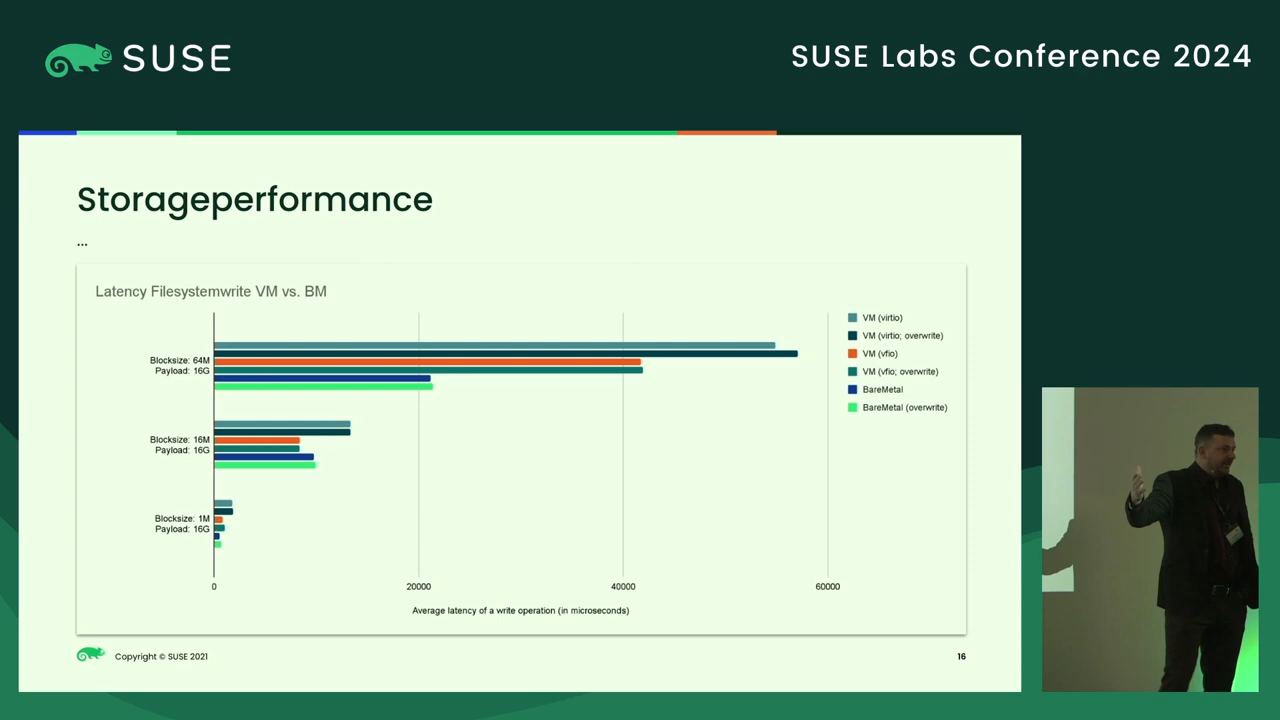 SUSE
SUSE Labs Conference 2024
Storageperformance
...
Latency Filesystemwrite VM vs. BM
VM (virtio)
VM (virtio; overwrite)
VM (vfio)
VM (vfio; overwrite)
BareMetal
BareMetal (overwrite)
Blocksize: 64M
Payload: 16G
Blocksize: 16M
Payload: 16G
Blocksize: 1M
Payload: 16G
0
20000
40000
60000
Average latency of a write operation (in microseconds)
Copyright © SUSE 2021
16